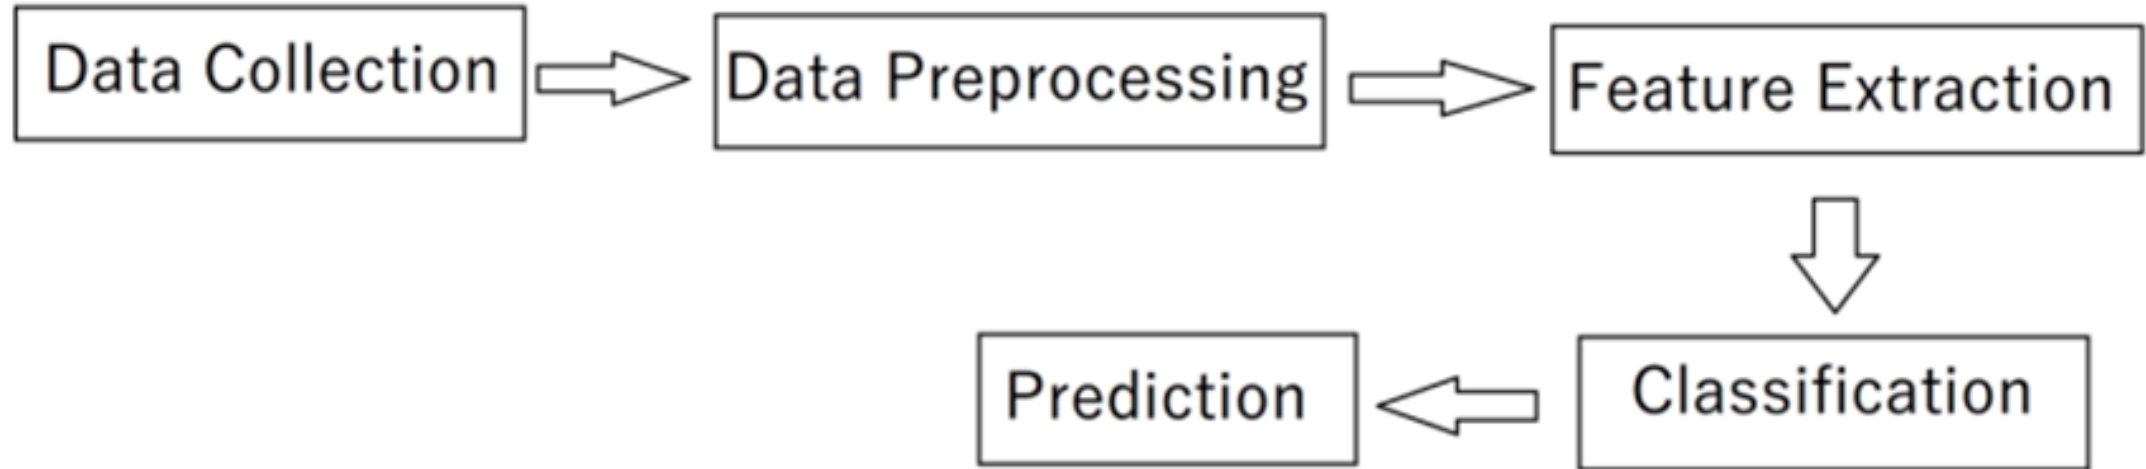 Data Collection
Data Preprocessing
Feature Extraction
Classification
Prediction